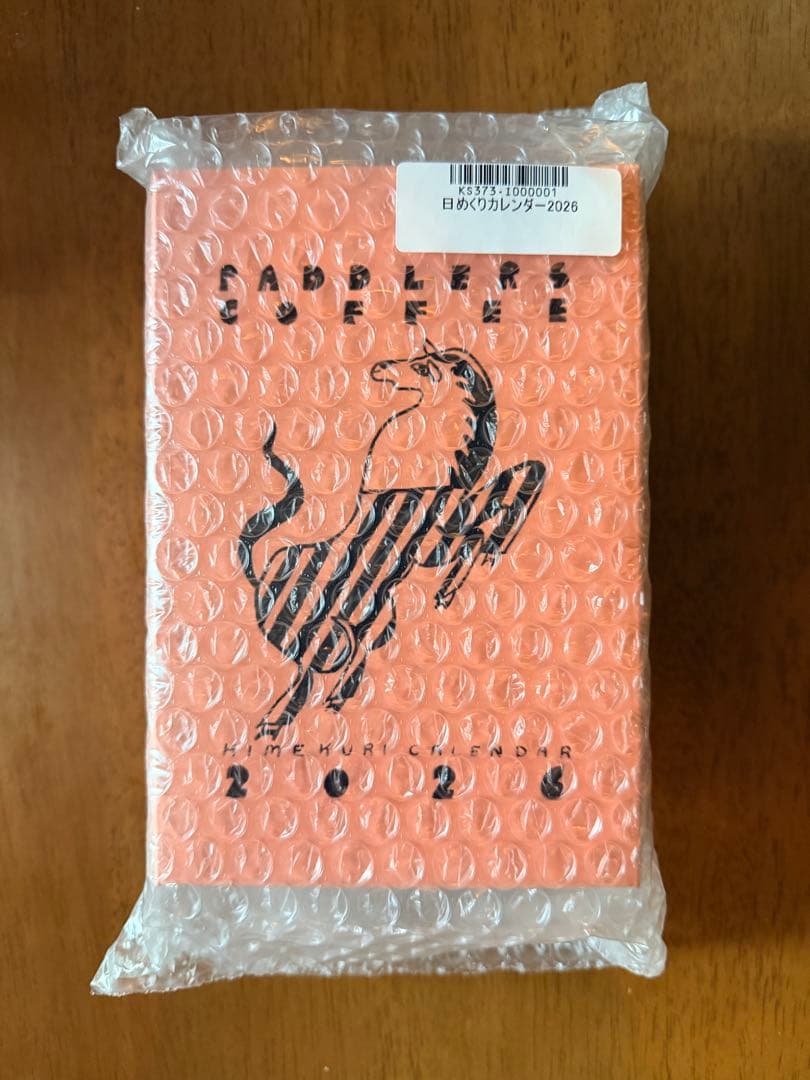 KS373-I000001
日めくりカレンダー2026
PADDLERS
COFFEE
HIMEKURI CALENDAR
2026